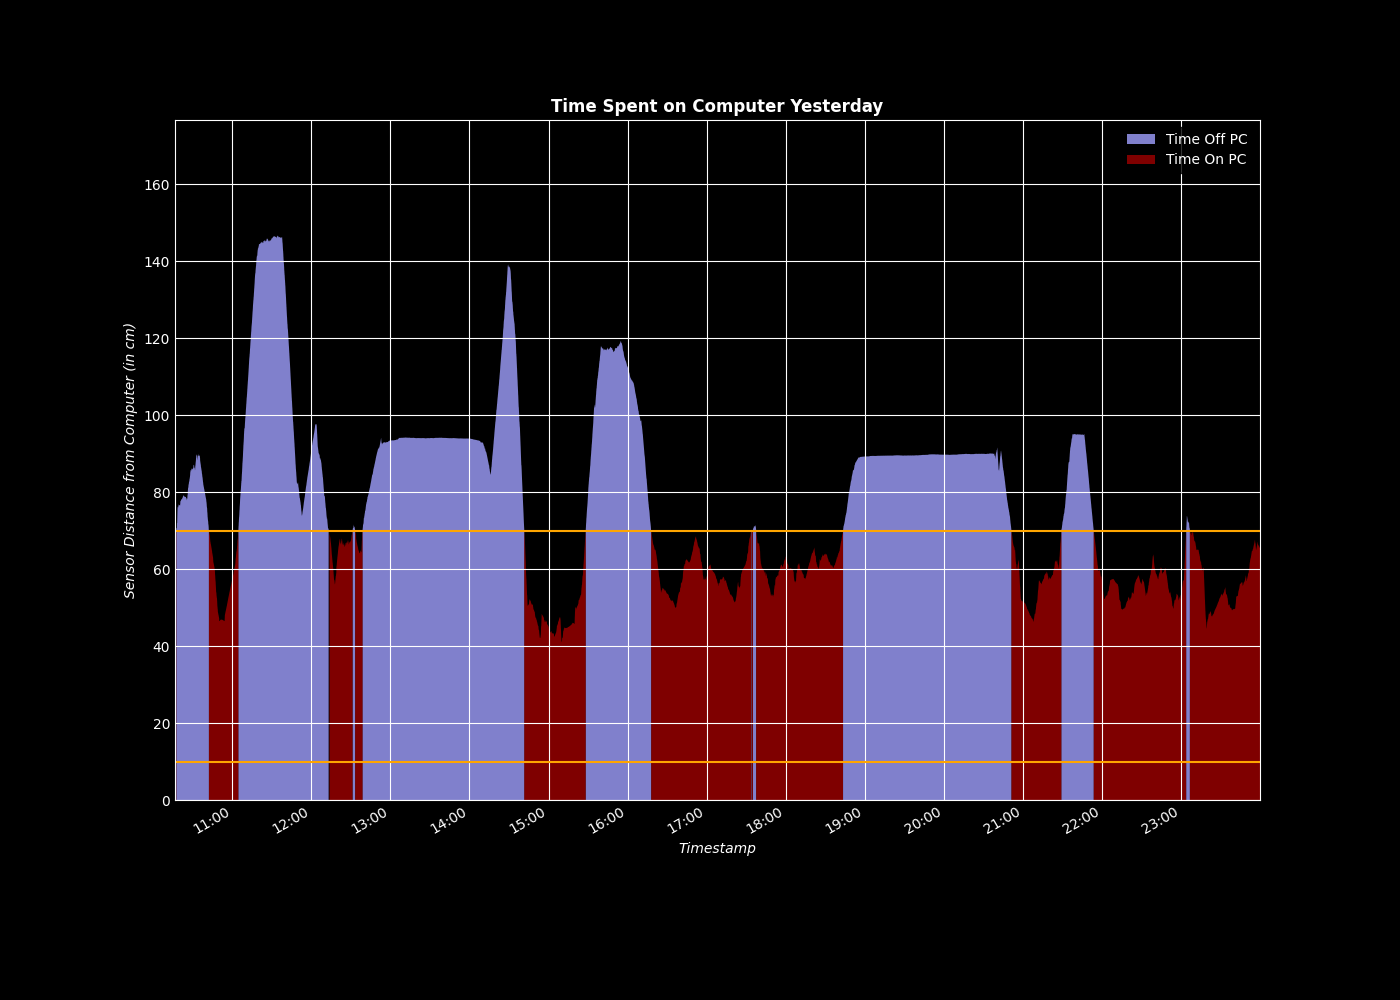 Time Spent on Computer Yesterday
Time Off PC
Time On PC
Sensor Distance from Computer (in cm)
160
140
120
100
80
60
40
20
0
11:00 12:00 13:00 14:00 15:00 16:00 17:00 18:00 19:00 20:00 21:00 22:00 23:00
Timestamp